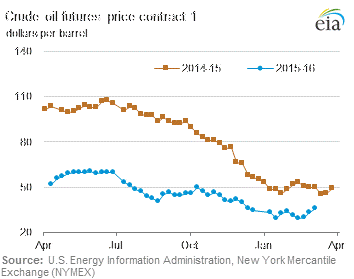 Crude oil futures price contract 1
eia
dollars per barrel
140
2014-15
2015-16
110
80
50
20
Apr
Jul
Oct
Jan
Apr
Source: U.S. Energy Information Administration, New York Mercantile
Exchange (NYMEX)